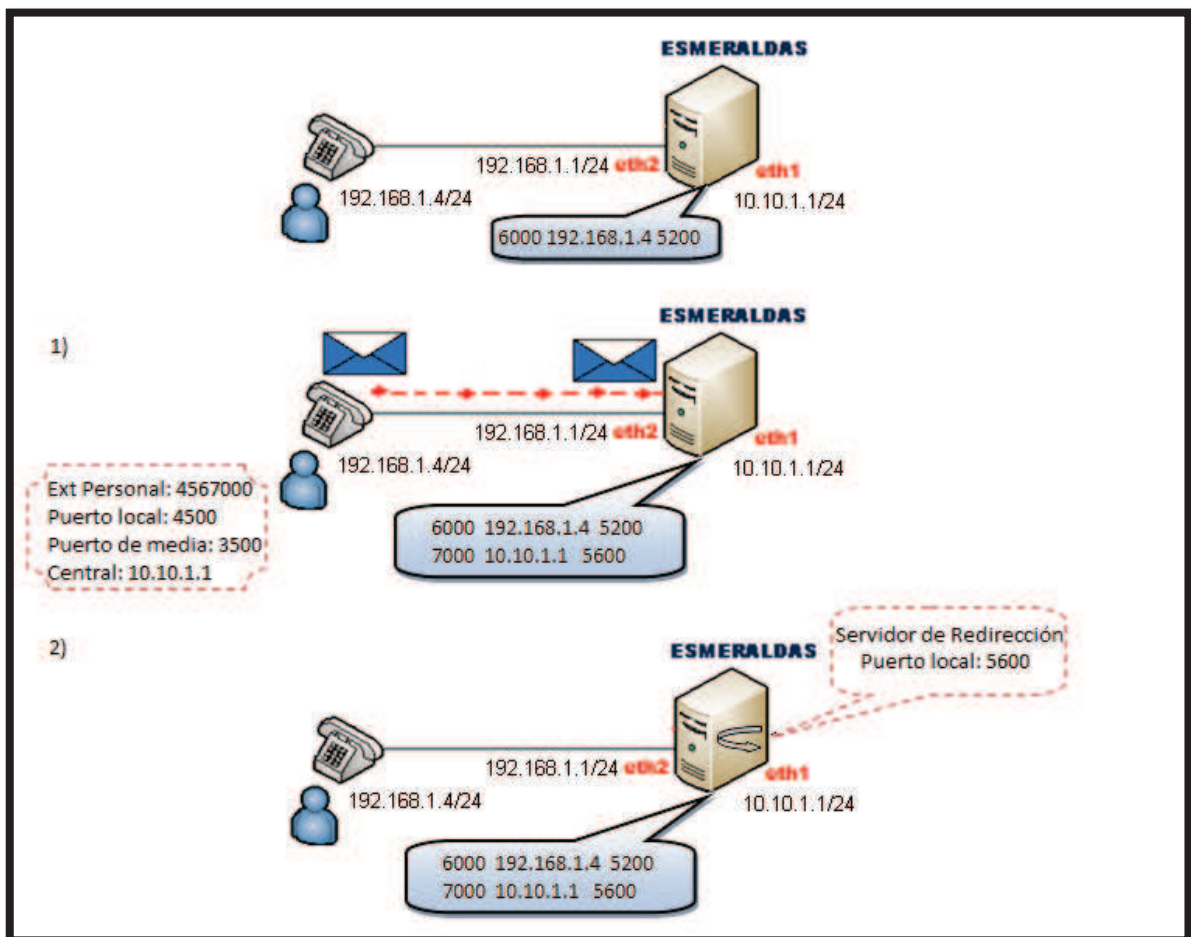 ESMERALDAS
192.168.1.1/24 eth2
eth1
192.168.1.4/24
10.10.1.1/24
6000 192.168.1.4 5200
1)
ESMERALDAS
192.168.1.1/24 eth2
eth1
192.168.1.4/24
10.10.1.1/24
Ext Personal: 4567000
Puerto local: 4500
Puerto de media: 3500
Central: 10.10.1.1
6000 192.168.1.4 5200
7000 10.10.1.1 5600
2)
Servidor de Redirección
Puerto local: 5600
ESMERALDAS
192.168.1.1/24 eth2
eth1
192.168.1.4/24
10.10.1.1/24
6000 192.168.1.4 5200
7000 10.10.1.1 5600